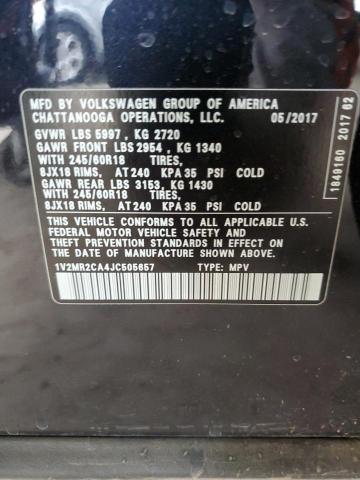 MFD BY VOLKSWAGEN GROUP OF AMERICA
CHATTANOOGA OPERATIONS, LLC. 05/2017
GVWR LBS 5997 , KG 2720
GAWR FRONT LBS 2954 , KG 1340
WITH 245/60R18 TIRES,
8JX18 RIMS, AT 240 KPA 35 PSI COLD
GAWR REAR LBS 3153, KG 1430
WITH 245/60R18 TIRES,
8JX18 RIMS, AT 240 KPA 35 PSI COLD
THIS VEHICLE CONFORMS TO ALL APPLICABLE U.S.
FEDERAL MOTOR VEHICLE SAFETY AND
THEFT PREVENTION STANDARDS IN EFFECT ON
THE DATE OF MANUFACTURE SHOWN ABOVE.
1V2MR2CA4JC505657 TYPE: MPV
1849160 2017 62